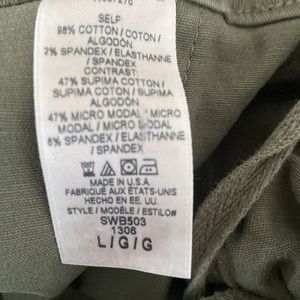 SELF:
98% COTTON / COTON /
ALGODÓN
2% SPANDEX / ELASTHANNE
/ SPANDEX
CONTRAST:
47% SUPIMA COTTON /
SUPIMA COTON /
ALGODÓN
47% MICRO MODAL / MICRO
MODAL / MICRO MODAL
6% SPANDEX / ELASTHANNE
/ SPANDEX
MADE IN U.S.A.
FABRIQUÉ AUX ÉTATS-UNIS
HECHO EN EE. UU.
STYLE / MODÈLE / ESTILO#
SWB503
1306
L / G / G